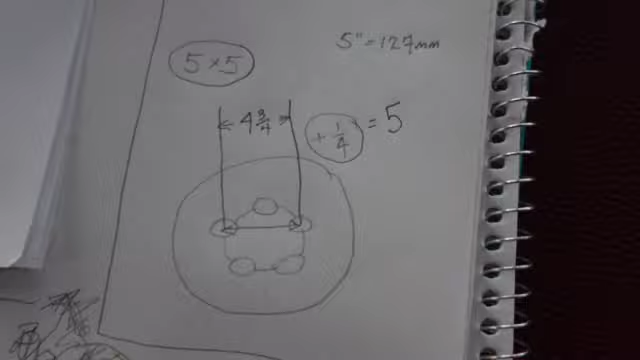 5" = 127mm
5 x 5
4 3/4 + 1/4 = 5